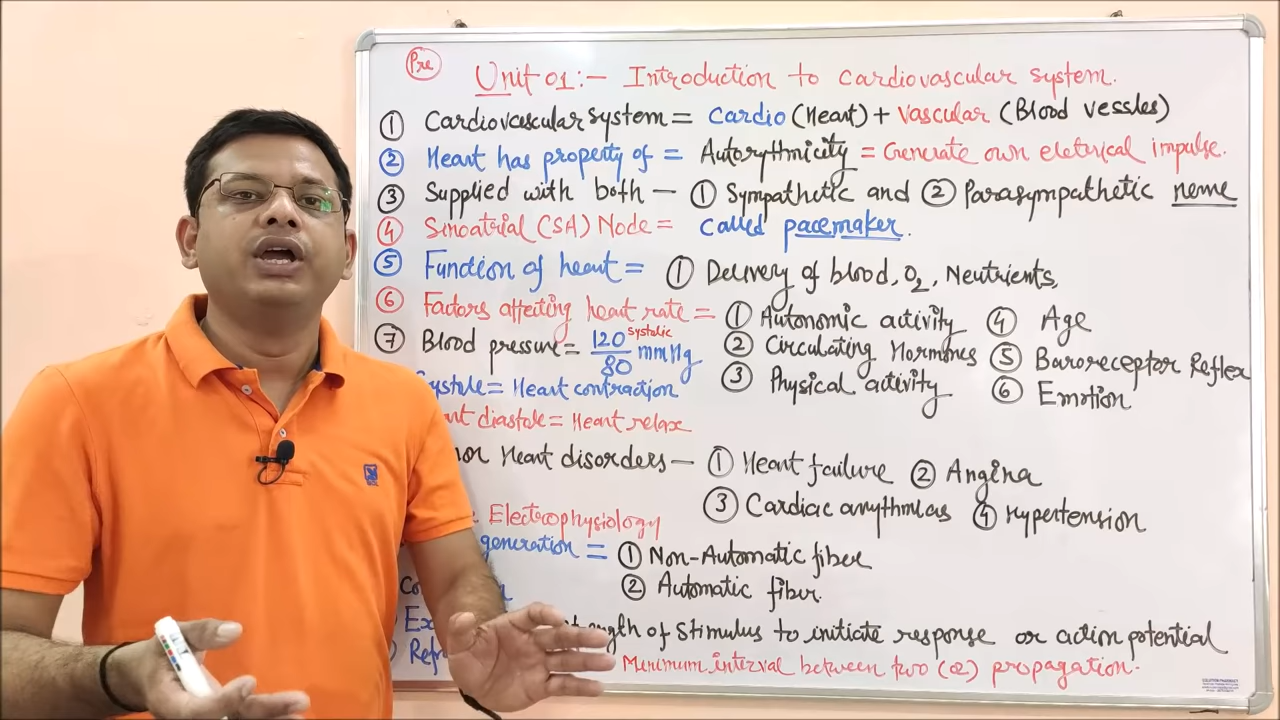 Pre
Unit 01:- Introduction to cardiovascular system.
① Cardiovascular system = Cardio (Heart) + Vascular (Blood vessles)
② Heart has property of = Autorythmicity = Generate own eletrical impulse.
③ Supplied with both — ① Sympathetic and ② Parasympathetic nerve
④ Sinoatrial (SA) Node = called pacemaker.
⑤ Function of heart = ① Delivery of blood, O2, Neutrients,
⑥ Factors affecting heart rate = ① Autonomic activity ④ Age
② Circulating Hormones ⑤ Baroreceptor Reflex
③ Physical activity ⑥ Emotion
⑦ Blood pressure = 120/80 systolic mmHg
Systole = Heart contraction
diastole = Heart relax
Heart disorders — ① Heart failure ② Angina
③ Cardiac arrythmias ④ Hypertension
Electrophysiology
generation = ① Non-Automatic fiber
② Automatic fiber.
of stimulus to initiate response or action potential
Minimum interval between two (2) propagation.